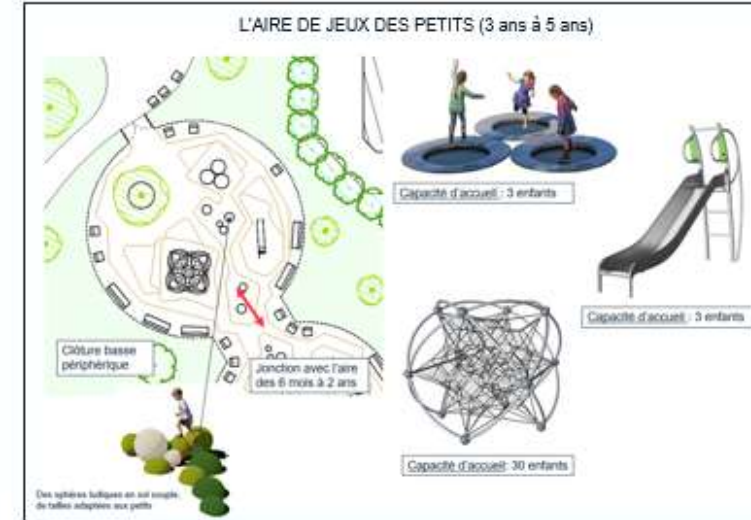 L'AIRE DE JEUX DES PETITS (3 ans à 5 ans)
Capacité d'accueil : 3 enfants
Capacité d'accueil : 3 enfants
Clôture basse
périphérique
Jonction avec l'aire
des 6 mois à 2 ans
Capacité d'accueil: 30 enfants
Des sphères ludiques en sol souple,
de tailles adaptées aux petits